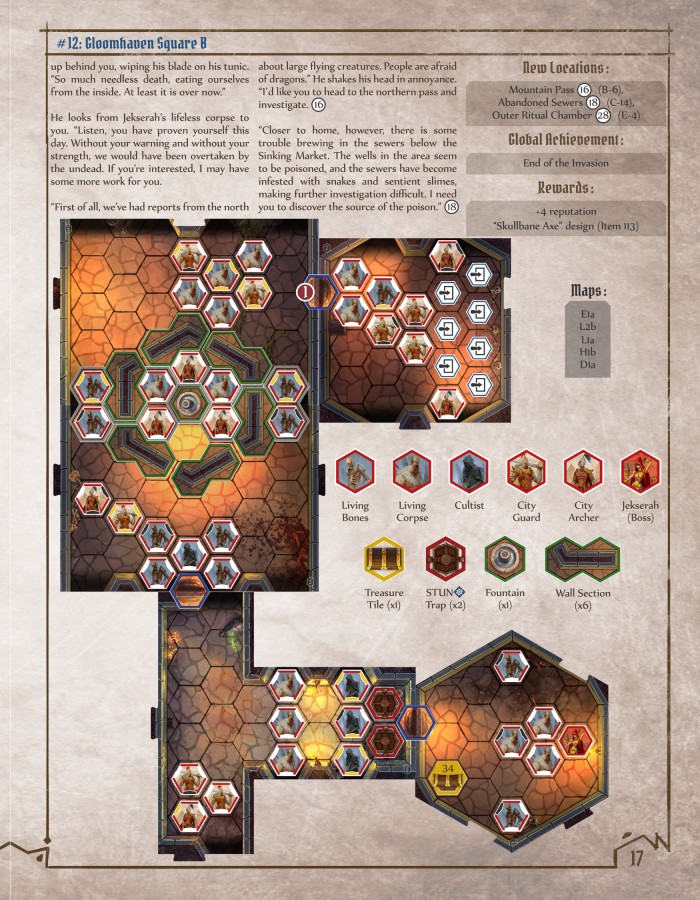 #12: Gloomhaven Square B
up behind you, wiping his blade on his tunic.
"So much needless death, eating ourselves
from the inside. At least it is over now."
He looks from Jekserah's lifeless corpse to
you. "Listen, you have proven yourself this
day. Without your warning and without your
strength, we would have been overtaken by
the undead. If you're interested, I may have
some more work for you.
"First of all, we've had reports from the north
about large flying creatures. People are afraid
of dragons." He shakes his head in annoyance.
"I'd like you to head to the northern pass and
investigate. 16
"Closer to home, however, there is some
trouble brewing in the sewers below the
Sinking Market. The wells in the area seem
to be poisoned, and the sewers have become
infested with snakes and sentient slimes,
making further investigation difficult. I need
you to discover the source of the poison." 18
New Locations:
Mountain Pass 16 (B-6),
Abandoned Sewers 18 (C-14),
Outer Ritual Chamber 28 (E-4)
Global Achievement:
End of the Invasion
Rewards:
+4 reputation
"Skullbane Axe" design (Item 113)
Maps:
E1a
L2b
L1a
H1b
D1a
1
Living
Bones
Living
Corpse
Cultist
City
Guard
City
Archer
Jekserah
(Boss)
Treasure
Tile (x1)
STUN
Trap (x2)
Fountain
(x1)
Wall Section
(x6)
34
17